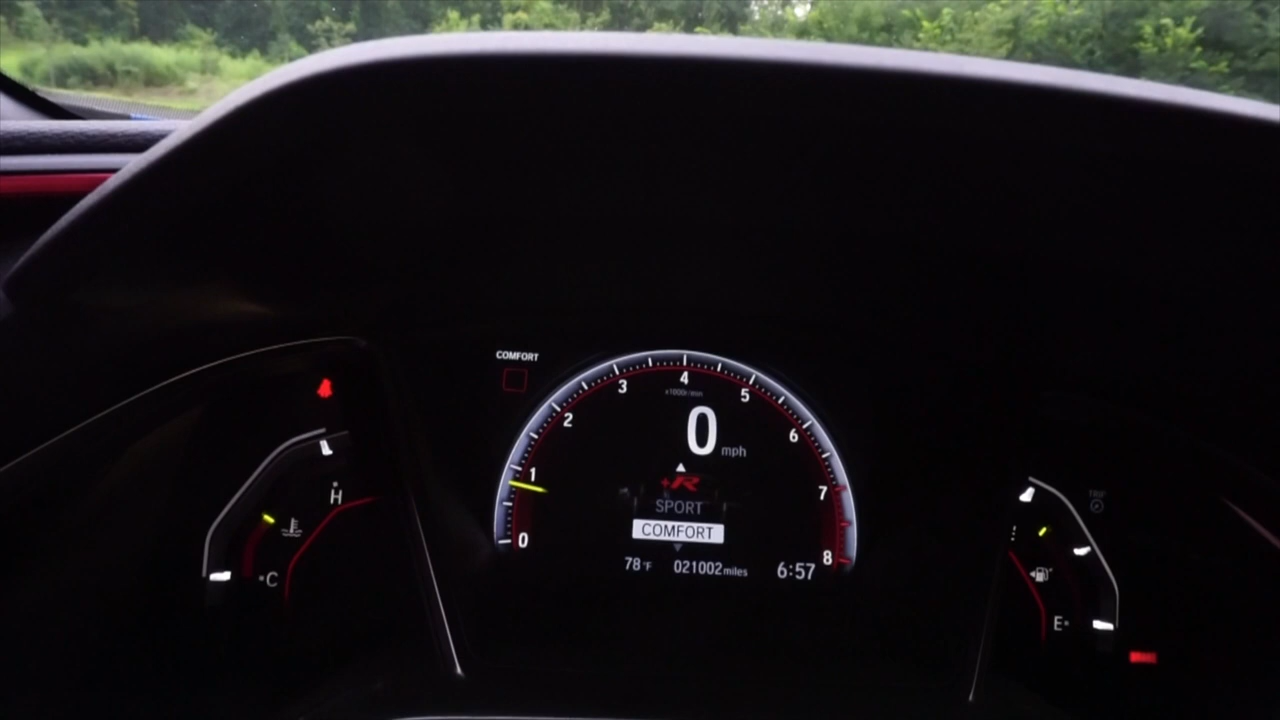 COMFORT
0 1 2 3 4 5 6 7 8
x1000r/min
0 mph
+R
SPORT
COMFORT
78°F 021002 miles 6:57
H
C
TRIP
E